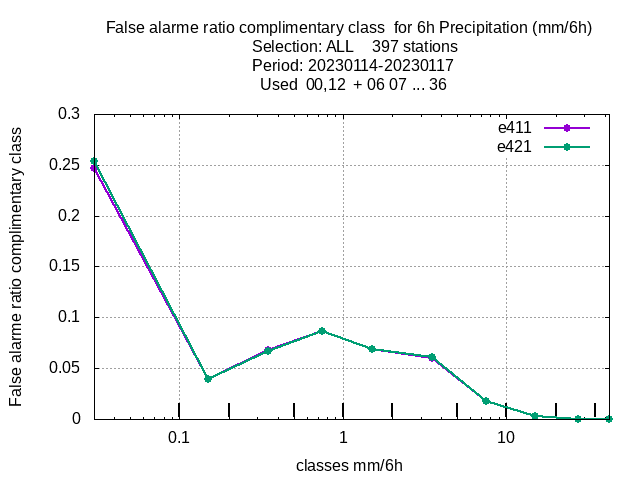 False alarme ratio complimentary class  for 6h Precipitation (mm/6h)
Selection: ALL    397 stations
Period: 20230114-20230117
Used  00,12  + 06 07 ... 36
e411
e421
False alarme ratio complimentary class
0.3
0.25
0.2
0.15
0.1
0.05
0
0.1
1
10
classes mm/6h